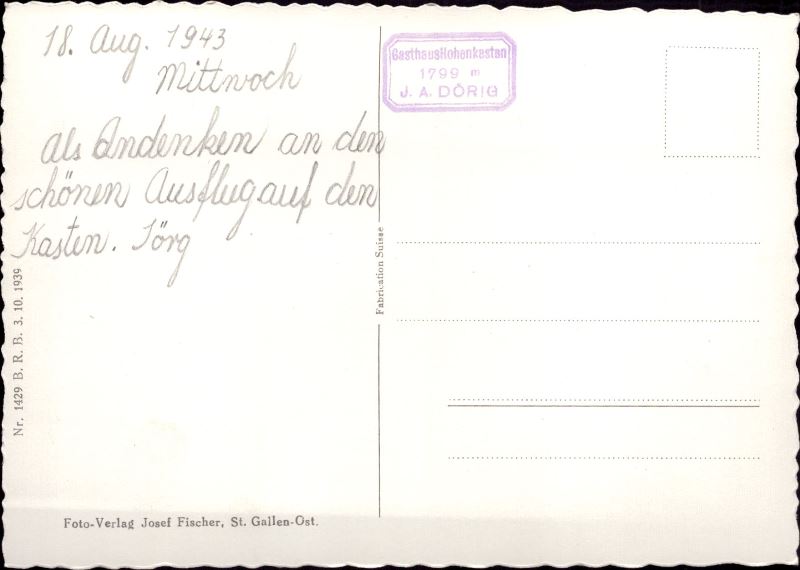 18. Aug. 1943
Mittwoch
als Andenken an den
schönen Ausflug auf den
Kasten. Jörg
Nr. 1429 B. R. B. 3. 10. 1939
Foto-Verlag Josef Fischer, St. Gallen-Ost.
Fabrication Suisse
Gasthaus Hohenkasten
1799 m
J. A. DÖRIG